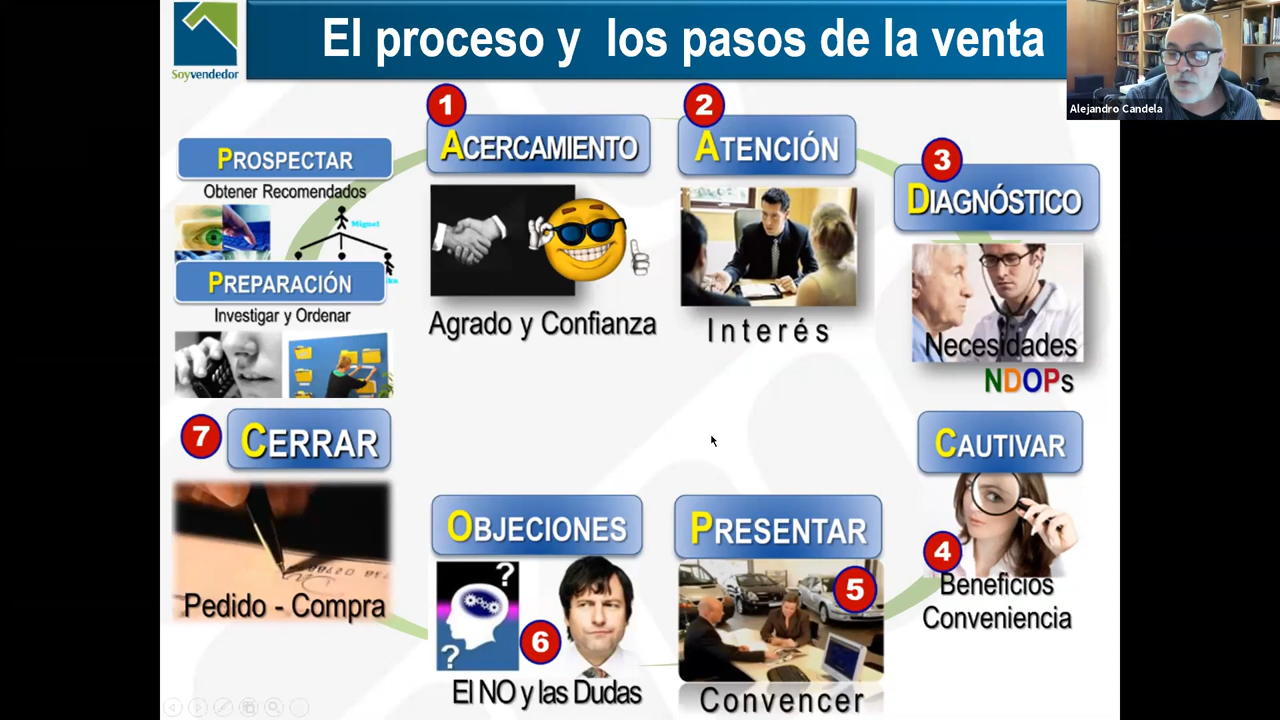 El proceso y los pasos de la venta
Soyvendedor
Alejandro Candela
PROSPECTAR
Obtener Recomendados
Miguel
PREPARACIÓN
Investigar y Ordenar
1
ACERCAMIENTO
Agrado y Confianza
2
ATENCIÓN
Interés
3
DIAGNÓSTICO
Necesidades
NDOPs
CAUTIVAR
4
Beneficios
Conveniencia
PRESENTAR
5
Convencer
OBJECIONES
?
?
6
El NO y las Dudas
7
CERRAR
Pedido - Compra